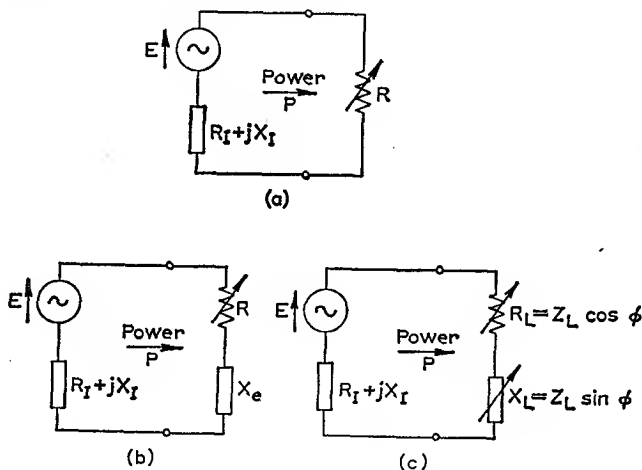 E
Power
P
R
R_I+jX_I
(a)
E
Power
P
R
R_I+jX_I
X_e
(b)
E
Power
P
R_L=Z_L cos ϕ
R_I+jX_I
X_L=Z_L sin ϕ
(c)